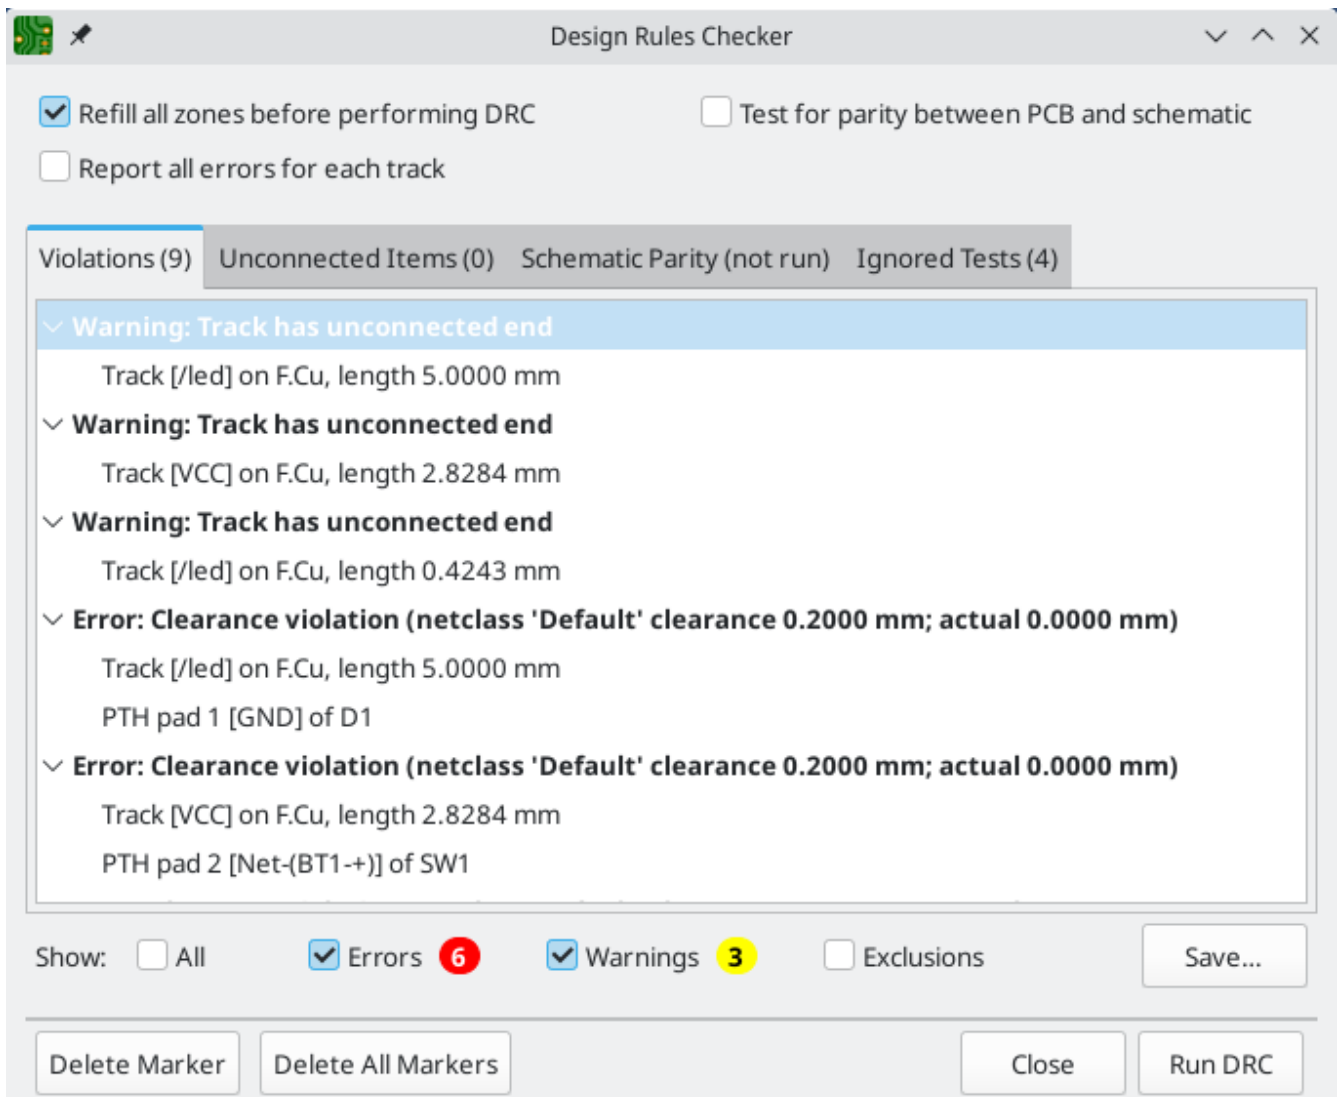 Design Rules Checker
Refill all zones before performing DRC
Test for parity between PCB and schematic
Report all errors for each track
Violations (9) Unconnected Items (0) Schematic Parity (not run) Ignored Tests (4)
Warning: Track has unconnected end
Track [/led] on F.Cu, length 5.0000 mm
Warning: Track has unconnected end
Track [VCC] on F.Cu, length 2.8284 mm
Warning: Track has unconnected end
Track [/led] on F.Cu, length 0.4243 mm
Error: Clearance violation (netclass 'Default' clearance 0.2000 mm; actual 0.0000 mm)
Track [/led] on F.Cu, length 5.0000 mm
PTH pad 1 [GND] of D1
Error: Clearance violation (netclass 'Default' clearance 0.2000 mm; actual 0.0000 mm)
Track [VCC] on F.Cu, length 2.8284 mm
PTH pad 2 [Net-(BT1-+)] of SW1
Show: All Errors 6 Warnings 3 Exclusions Save...
Delete Marker Delete All Markers Close Run DRC